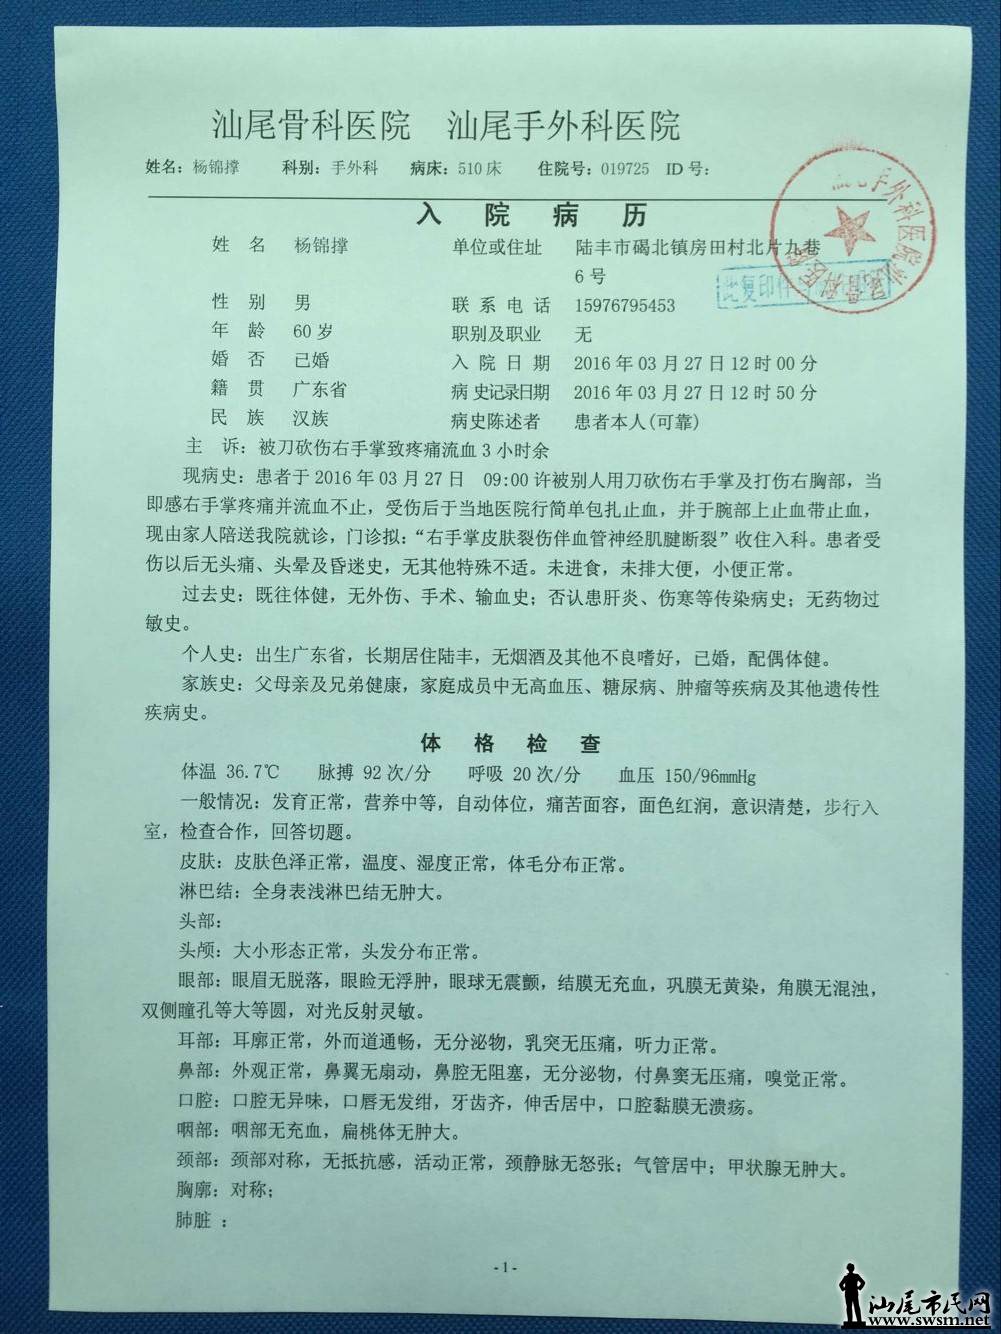 汕尾骨科医院 汕尾手外科医院
姓名：杨锦撑 科别：手外科 病床：510床 住院号：019725 ID号：
入 院 病 历
姓 名 杨锦撑 单位或住址 陆丰市碣北镇房田村北片九巷
6号
性 别 男 联 系 电 话 15976795453
年 龄 60岁 职别及职业 无
婚 否 已婚 入 院 日 期 2016年03月27日12时00分
籍 贯 广东省 病史记录日期 2016年03月27日12时50分
民 族 汉族 病史陈述者 患者本人(可靠)
主 诉：被刀砍伤右手掌致疼痛流血3小时余
现病史：患者于2016年03月27日 09:00许被别人用刀砍伤右手掌及打伤右胸部，当
即感右手掌疼痛并流血不止，受伤后于当地医院行简单包扎止血，并于腕部上止血带止血，
现由家人陪送我院就诊，门诊拟：“右手掌皮肤裂伤伴血管神经肌腱断裂”收住入科。患者受
伤以后无头痛、头晕及昏迷史，无其他特殊不适。未进食，未排大便，小便正常。
过去史：既往体健，无外伤、手术、输血史；否认患肝炎、伤寒等传染病史；无药物过
敏史。
个人史：出生广东省，长期居住陆丰，无烟酒及其他不良嗜好，已婚，配偶体健。
家族史：父母亲及兄弟健康，家庭成员中无高血压、糖尿病、肿瘤等疾病及其他遗传性
疾病史。
体 格 检 查
体温 36.7℃ 脉搏 92次/分 呼吸 20次/分 血压 150/96mmHg
一般情况：发育正常，营养中等，自动体位，痛苦面容，面色红润，意识清楚，步行入
室，检查合作，回答切题。
皮肤：皮肤色泽正常，温度、湿度正常，体毛分布正常。
淋巴结：全身表浅淋巴结无肿大。
头部：
头颅：大小形态正常，头发分布正常。
眼部：眼眉无脱落，眼睑无浮肿，眼球无震颤，结膜无充血，巩膜无黄染，角膜无混浊，
双侧瞳孔等大等圆，对光反射灵敏。
耳部：耳廓正常，外而道通畅，无分泌物，乳突无压痛，听力正常。
鼻部：外观正常，鼻翼无扇动，鼻腔无阻塞，无分泌物，付鼻窦无压痛，嗅觉正常。
口腔：口腔无异味，口唇无发绀，牙齿齐，伸舌居中，口腔黏膜无溃疡。
咽部：咽部无充血，扁桃体无肿大。
颈部：颈部对称，无抵抗感，活动正常，颈静脉无怒张；气管居中；甲状腺无肿大。
胸廓：对称；
肺脏：
手外科医院
此复印件
-1-
汕尾市民网
www.swsm.net